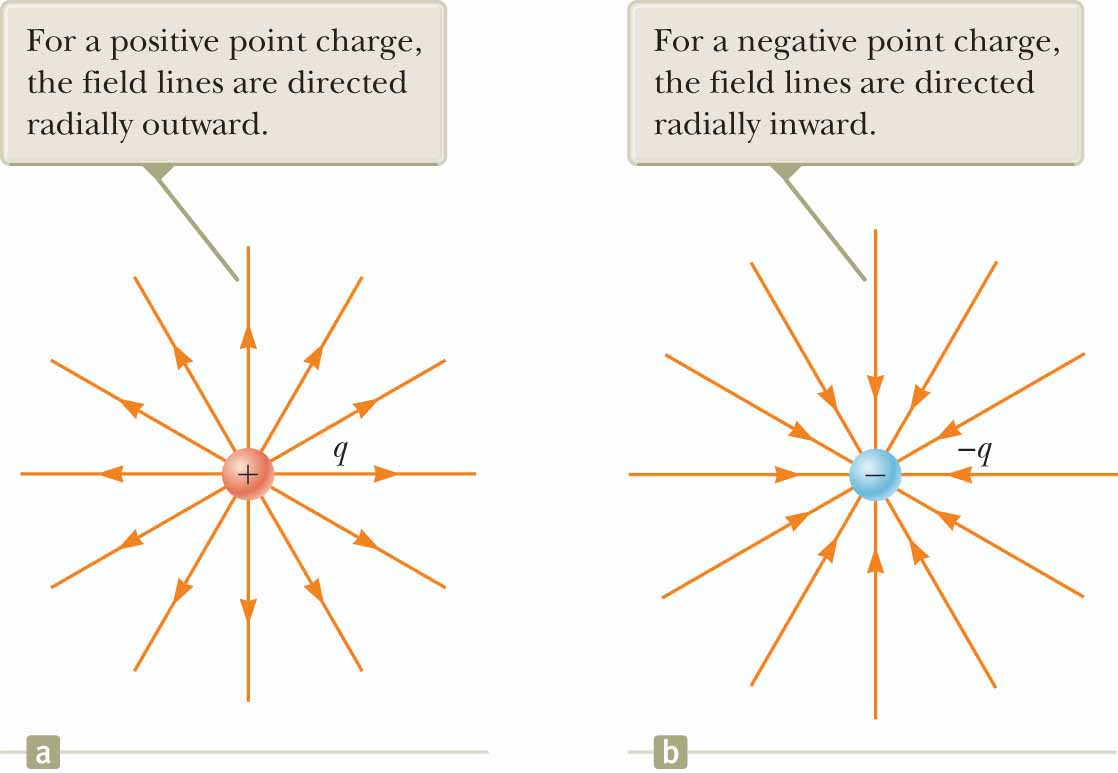 For a positive point charge,
the field lines are directed
radially outward.
For a negative point charge,
the field lines are directed
radially inward.
q
+
−q
−
a
b